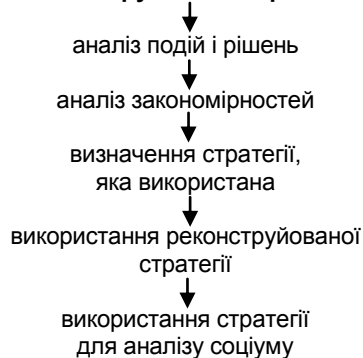 аналіз подій і рішень
аналіз закономірностей
визначення стратегії,
яка використана
використання реконструйованої
стратегії
використання стратегії
для аналізу соціуму